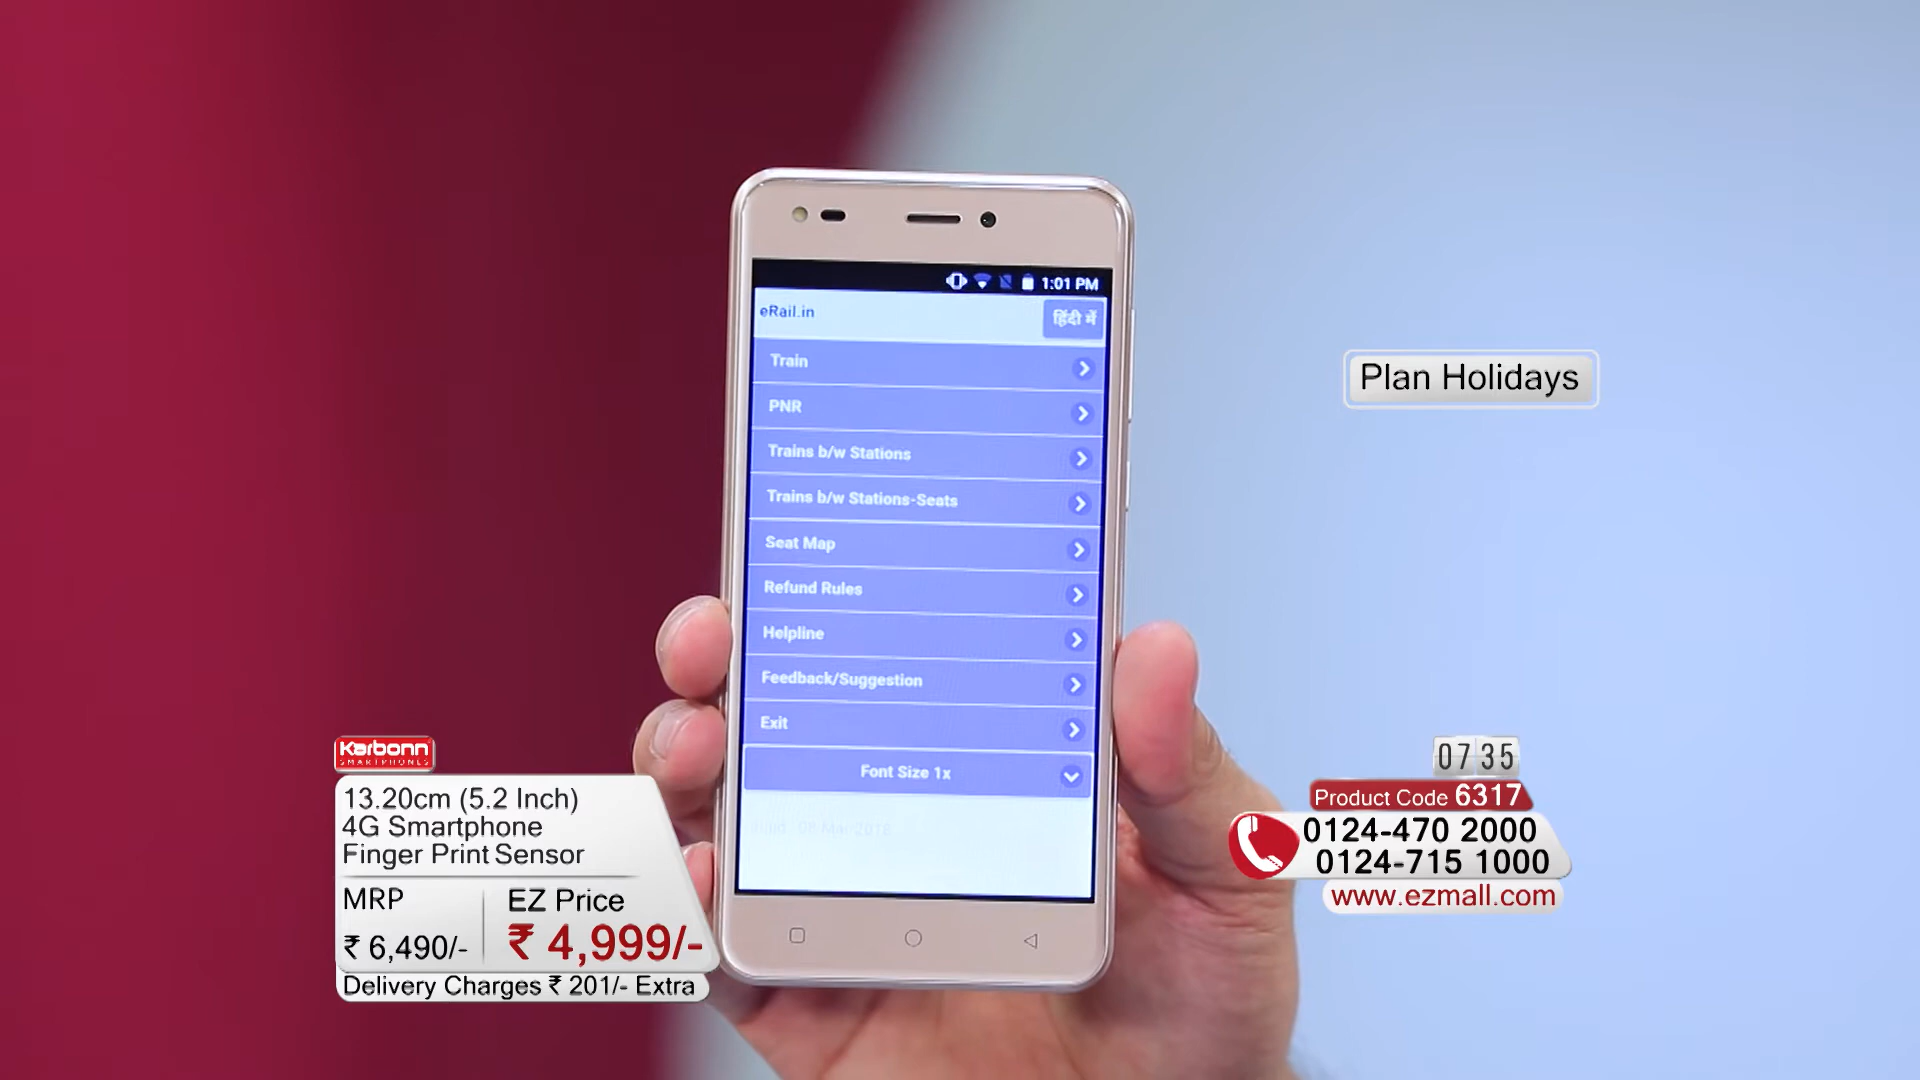 1:01 PM
eRail.in
हिंदी में
Train
PNR
Trains b/w Stations
Trains b/w Stations-Seats
Seat Map
Refund Rules
Helpline
Feedback/Suggestion
Exit
Font Size 1x
Plan Holidays
Karbonn
SMARTPHONES
13.20cm (5.2 Inch)
4G Smartphone
Finger Print Sensor
MRP
₹ 6,490/-
EZ Price
₹ 4,999/-
Delivery Charges ₹ 201/- Extra
07 35
Product Code 6317
0124-470 2000
0124-715 1000
www.ezmall.com